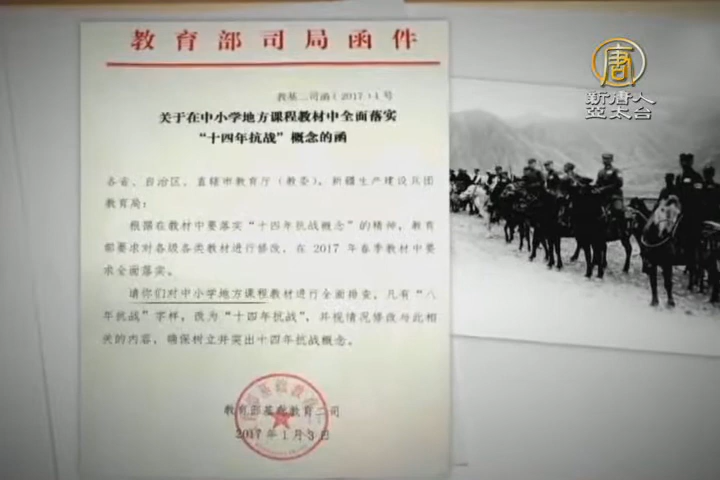 教育部司局函件
教基二司函〔2017〕1号
关于在中小学地方课程教材中全面落实
“十四年抗战”概念的函
各省、自治区、直辖市教育厅（教委），新疆生产建设兵团
教育局：
根据在教材中要落实“十四年抗战概念”的精神，教育
部要求对各级各类教材进行修改，在2017年春季教材中要
求全面落实。
请你们对中小学地方课程教材进行全面排查，凡有“八
年抗战”字样，改为“十四年抗战”，并视情况修改与此相
关的内容，确保树立并突出十四年抗战概念。
教育部基础教育二司
2017年1月3日
唐
新唐人
亞太台